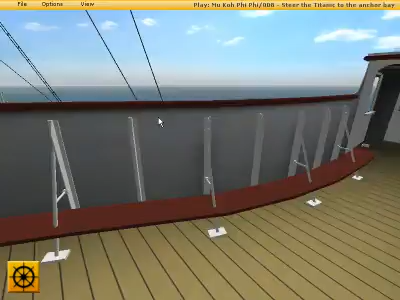 File Options View Play: Mu Koh Phi Phi/008 - Steer the Titanic to the anchor bay